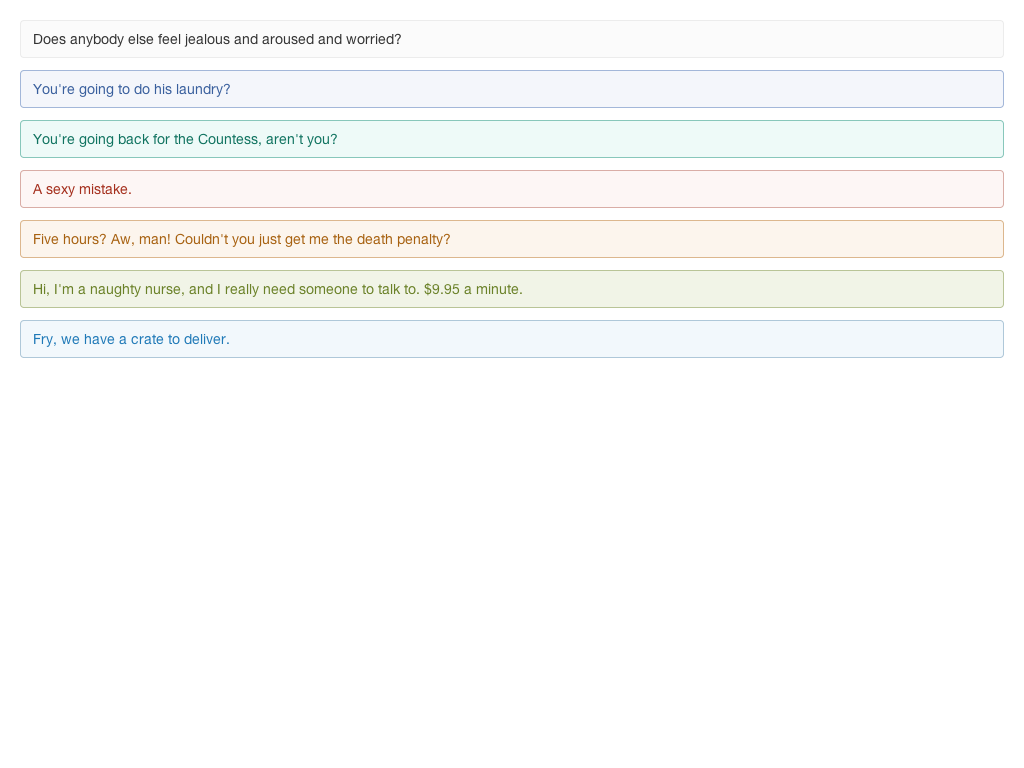 Does anybody else feel jealous and aroused and worried?
You're going to do his laundry?
You're going back for the Countess, aren't you?
A sexy mistake.
Five hours? Aw, man! Couldn't you just get me the death penalty?
Hi, I'm a naughty nurse, and I really need someone to talk to. $9.95 a minute.
Fry, we have a crate to deliver.